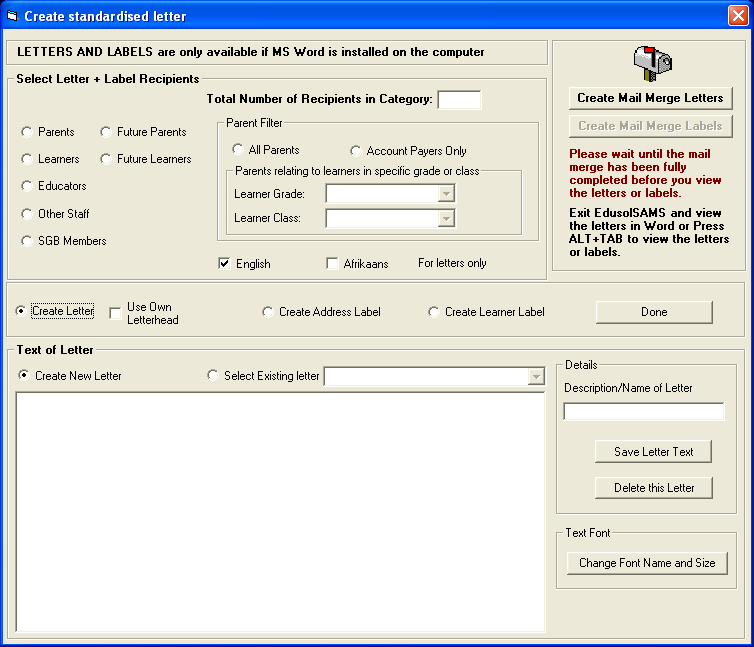 Create standardised letter
LETTERS AND LABELS are only available if MS Word is installed on the computer
Select Letter + Label Recipients
Total Number of Recipients in Category:
Parents
Future Parents
Learners
Future Learners
Educators
Other Staff
SGB Members
Parent Filter
All Parents
Account Payers Only
Parents relating to learners in specific grade or class
Learner Grade:
Learner Class:
English
Afrikaans
For letters only
Create Mail Merge Letters
Create Mail Merge Labels
Please wait until the mail
merge has been fully
completed before you view
the letters or labels.
Exit EdusolSAMS and view
the letters in Word or Press
ALT+TAB to view the letters
or labels.
Create Letter
Use Own
Letterhead
Create Address Label
Create Learner Label
Done
Text of Letter
Create New Letter
Select Existing letter
Details
Description/Name of Letter
Save Letter Text
Delete this Letter
Text Font
Change Font Name and Size